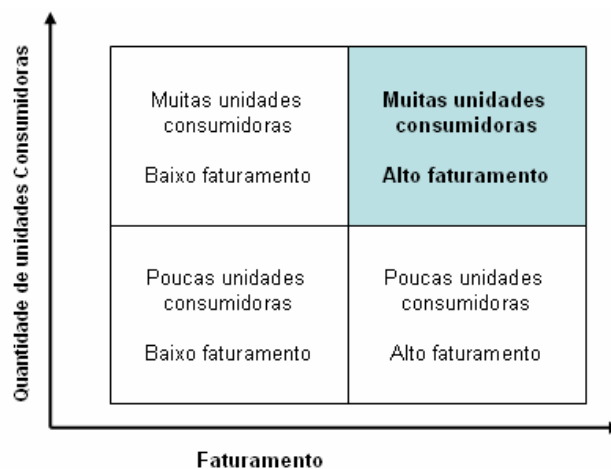 Quantidade de unidades Consumidoras
Muitas unidades
consumidoras
Baixo faturamento
Muitas unidades
consumidoras
Alto faturamento
Poucas unidades
consumidoras
Baixo faturamento
Poucas unidades
consumidoras
Alto faturamento
Faturamento